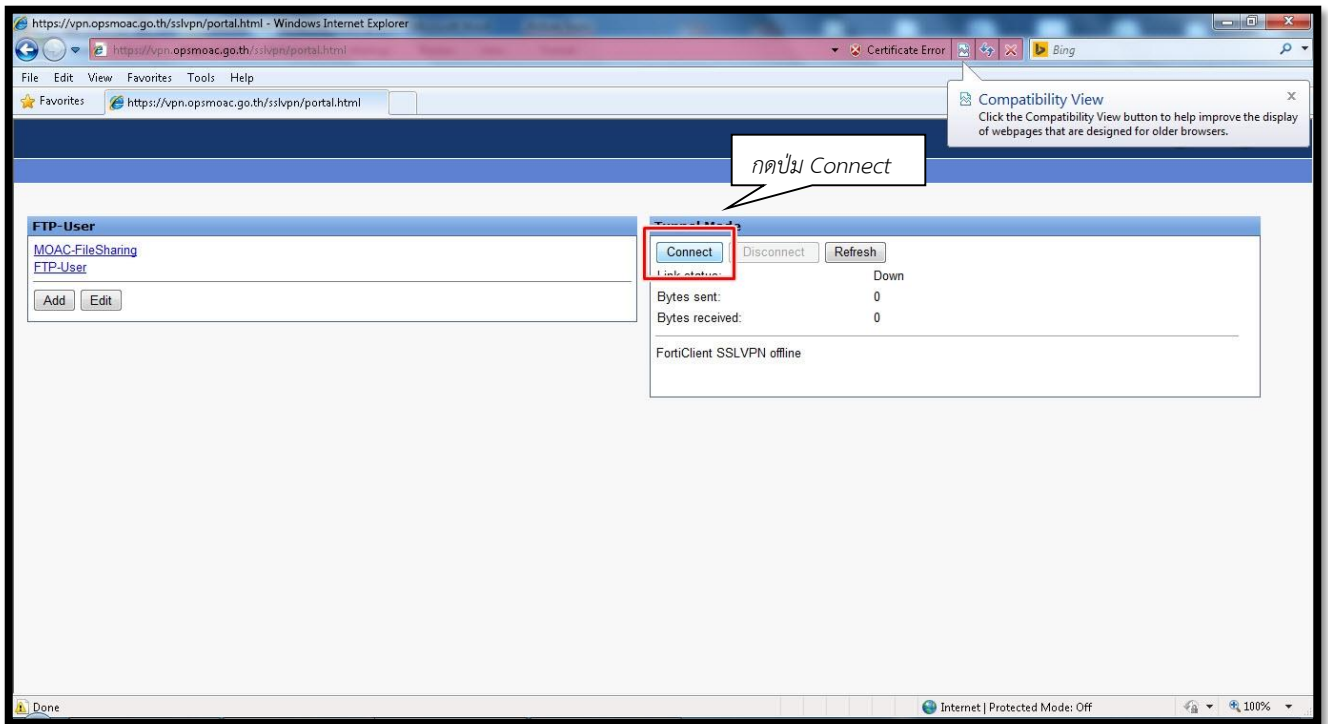 https://vpn.opsmoac.go.th/sslvpn/portal.html - Windows Internet Explorer
https://vpn.opsmoac.go.th/sslvpn/portal.html
Certificate Error
Bing
File Edit View Favorites Tools Help
Favorites
https://vpn.opsmoac.go.th/sslvpn/portal.html
Compatibility View
Click the Compatibility View button to help improve the display
of webpages that are designed for older browsers.
กดปุ่ม Connect
FTP-User
MOAC-FileSharing
FTP-User
Add Edit
Tunnel Mode
Connect Disconnect Refresh
Link status: Down
Bytes sent: 0
Bytes received: 0
FortiClient SSLVPN offline
Done
Internet | Protected Mode: Off
100%